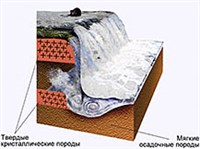 Твердые
кристаллические породы
Мягкие
осадочные породы